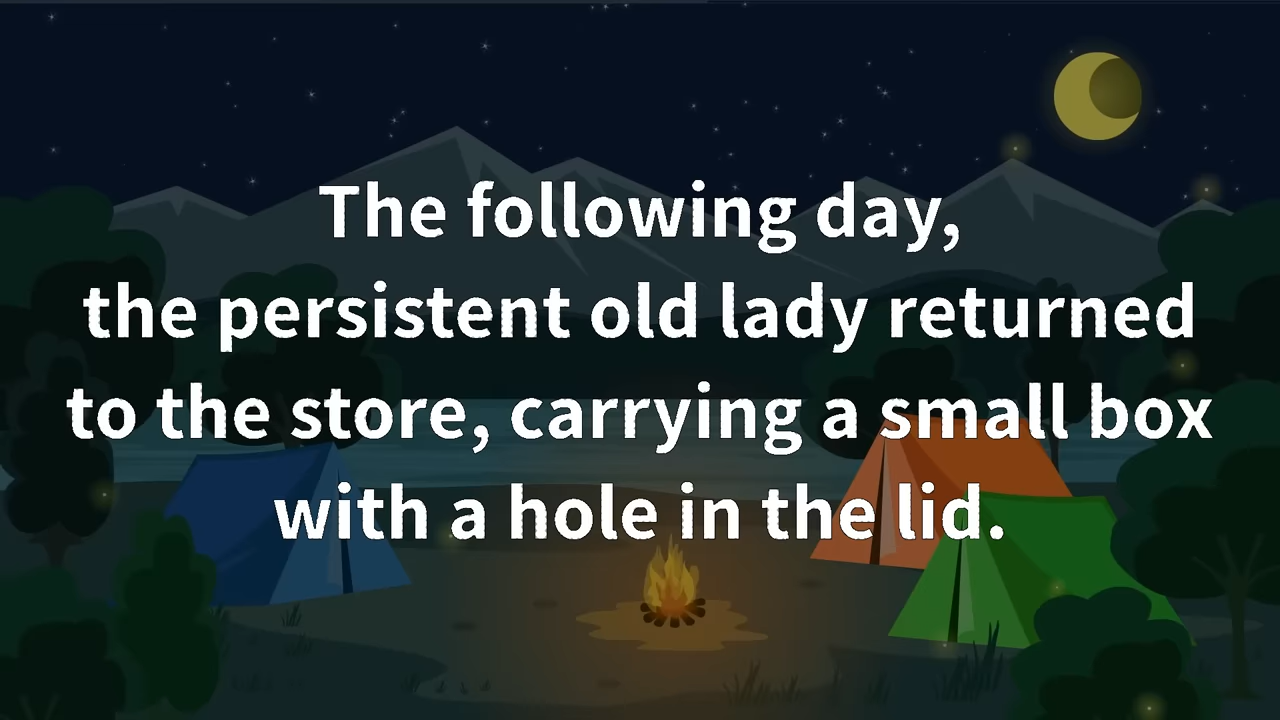 The following day,
the persistent old lady returned
to the store, carrying a small box
with a hole in the lid.